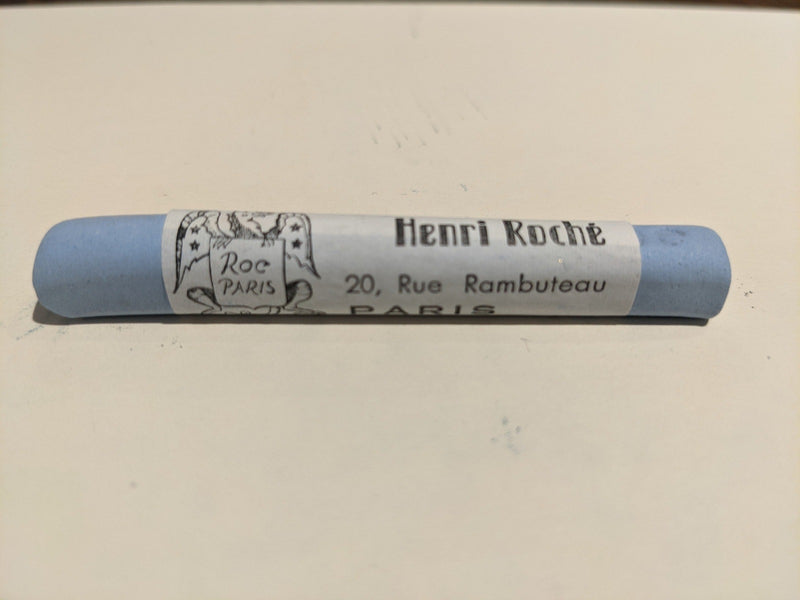 Roc
PARIS
Henri Roché
20, Rue Rambuteau
PARIS